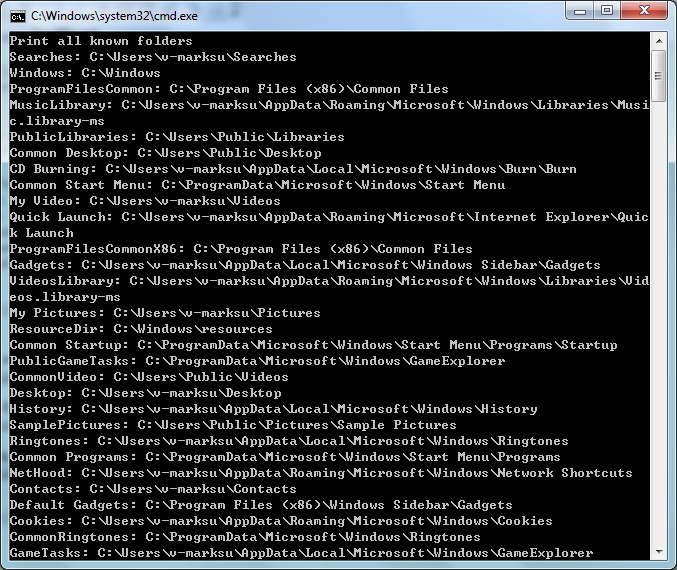 C:\Windows\system32\cmd.exe
Print all known folders
Searches: C:\Users\v-marksu\Searches
Windows: C:\Windows
ProgramFilesCommon: C:\Program Files (x86)\Common Files
MusicLibrary: C:\Users\v-marksu\AppData\Roaming\Microsoft\Windows\Libraries\Musi
c.library-ms
PublicLibraries: C:\Users\Public\Libraries
Common Desktop: C:\Users\Public\Desktop
CD Burning: C:\Users\v-marksu\AppData\Local\Microsoft\Windows\Burn\Burn
Common Start Menu: C:\ProgramData\Microsoft\Windows\Start Menu
My Video: C:\Users\v-marksu\Videos
Quick Launch: C:\Users\v-marksu\AppData\Roaming\Microsoft\Internet Explorer\Quic
k Launch
ProgramFilesCommonX86: C:\Program Files (x86)\Common Files
Gadgets: C:\Users\v-marksu\AppData\Local\Microsoft\Windows Sidebar\Gadgets
VideosLibrary: C:\Users\v-marksu\AppData\Roaming\Microsoft\Windows\Libraries\Vid
eos.library-ms
My Pictures: C:\Users\v-marksu\Pictures
ResourceDir: C:\Windows\resources
Common Startup: C:\ProgramData\Microsoft\Windows\Start Menu\Programs\Startup
PublicGameTasks: C:\ProgramData\Microsoft\Windows\GameExplorer
CommonVideo: C:\Users\Public\Videos
Desktop: C:\Users\v-marksu\Desktop
History: C:\Users\v-marksu\AppData\Local\Microsoft\Windows\History
SamplePictures: C:\Users\Public\Pictures\Sample Pictures
Ringtones: C:\Users\v-marksu\AppData\Local\Microsoft\Windows\Ringtones
Common Programs: C:\ProgramData\Microsoft\Windows\Start Menu\Programs
NetHood: C:\Users\v-marksu\AppData\Roaming\Microsoft\Windows\Network Shortcuts
Contacts: C:\Users\v-marksu\Contacts
Default Gadgets: C:\Program Files (x86)\Windows Sidebar\Gadgets
Cookies: C:\Users\v-marksu\AppData\Roaming\Microsoft\Windows\Cookies
CommonRingtones: C:\ProgramData\Microsoft\Windows\Ringtones
GameTasks: C:\Users\v-marksu\AppData\Local\Microsoft\Windows\GameExplorer